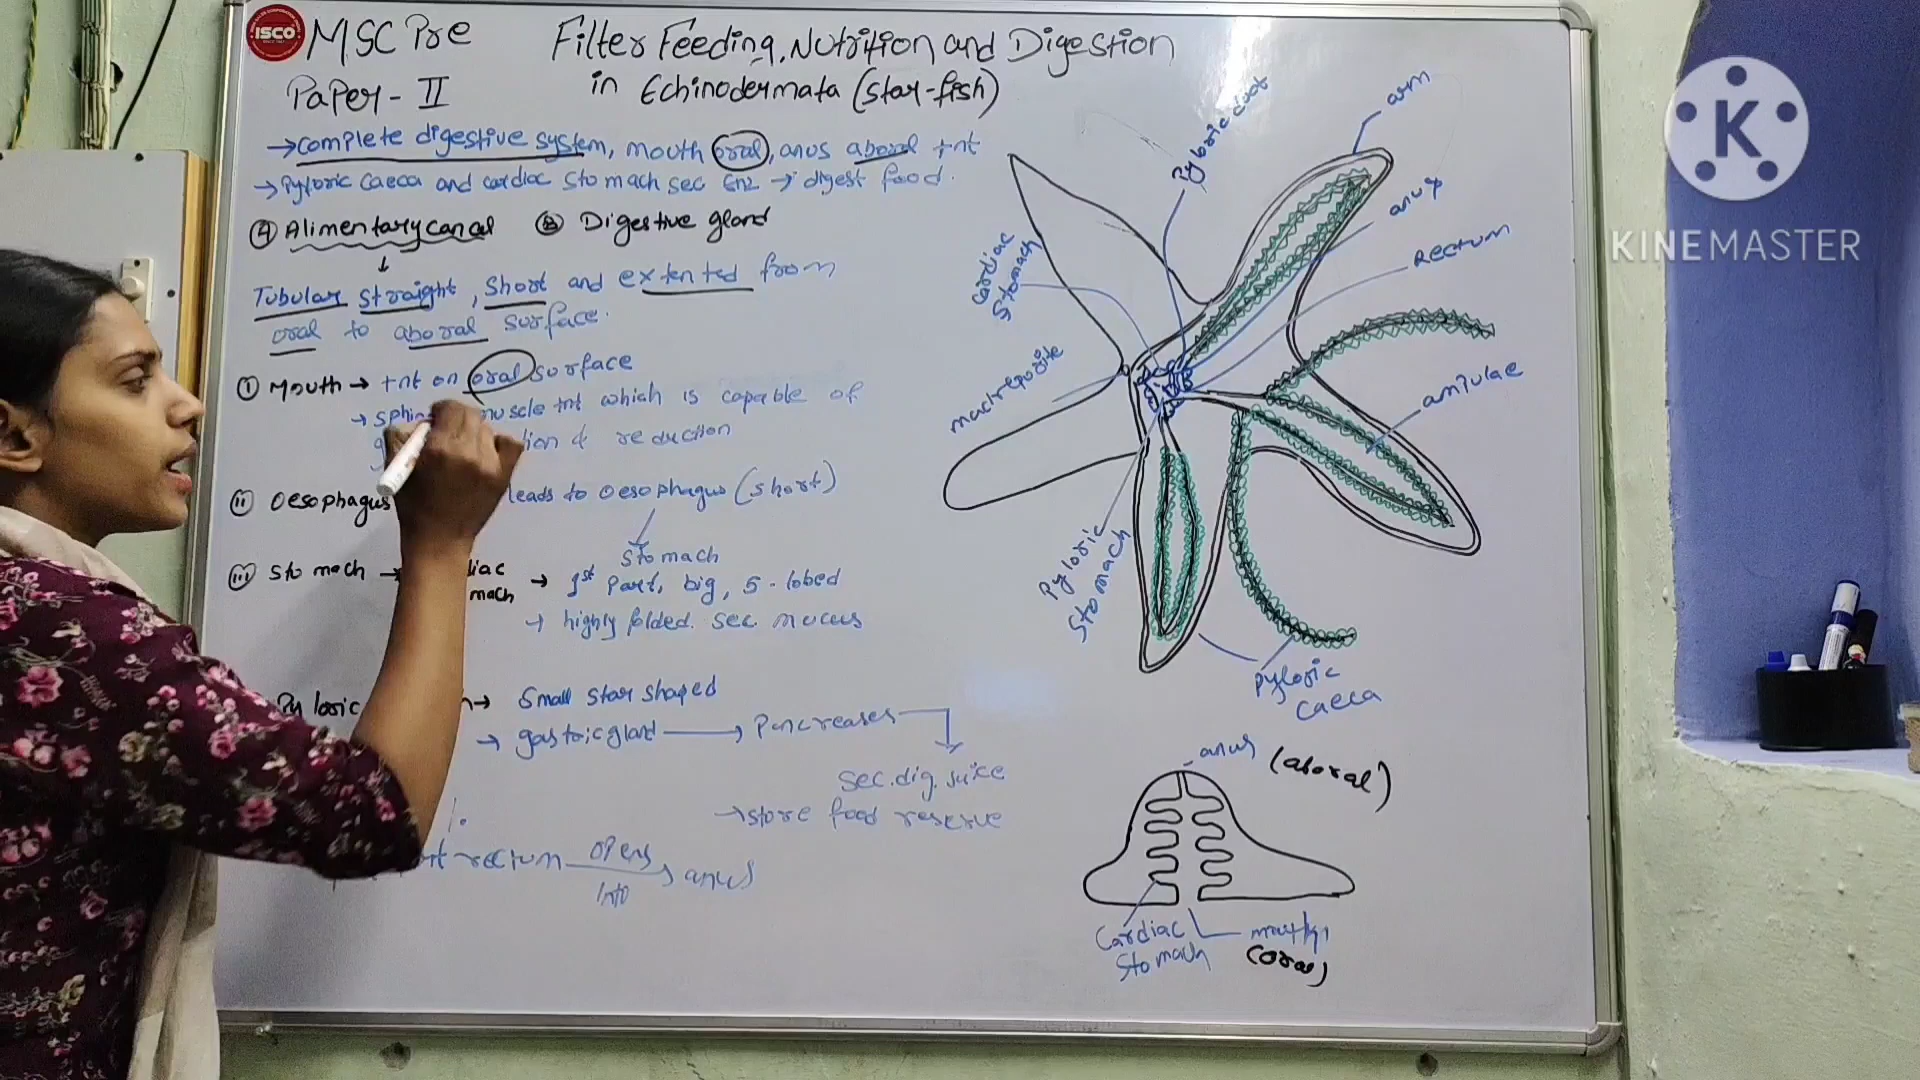 ISCO
MSC Pre
Paper - II
Filter Feeding, Nutrition and Digestion
in Echinodermata (Star-fish)
→ complete digestive system, mouth oral, anus aboral +nt
→ Pyloric caeca and cardiac stomach sec Enz → digest food.
(A) Alimentary canal (B) Digestive gland
↓
Tubular straight, short and extented from
oral to aboral surface.
(i) Mouth → +nt on oral surface
→ muscle tnt which is capable of
& reduction
(ii) Oesophagus leads to Oesophagus (short)
stomach
(iii) Stomach → 1st Part, big, 5-lobed
→ highly folded. sec. mucus
Pyloric → Small star shaped
→ gastric gland → Pancreases
sec. dig. juice
→ store food reserve
rectum opens into → anus
Pyloric duct
arm
anus
Rectum
Cardiac
Stomach
machreposite
ampulae
Pyloric
Stomach
Pyloric
caeca
anus (aboral)
Cardiac
Stomach
mouth
(oral)
K
KINEMASTER